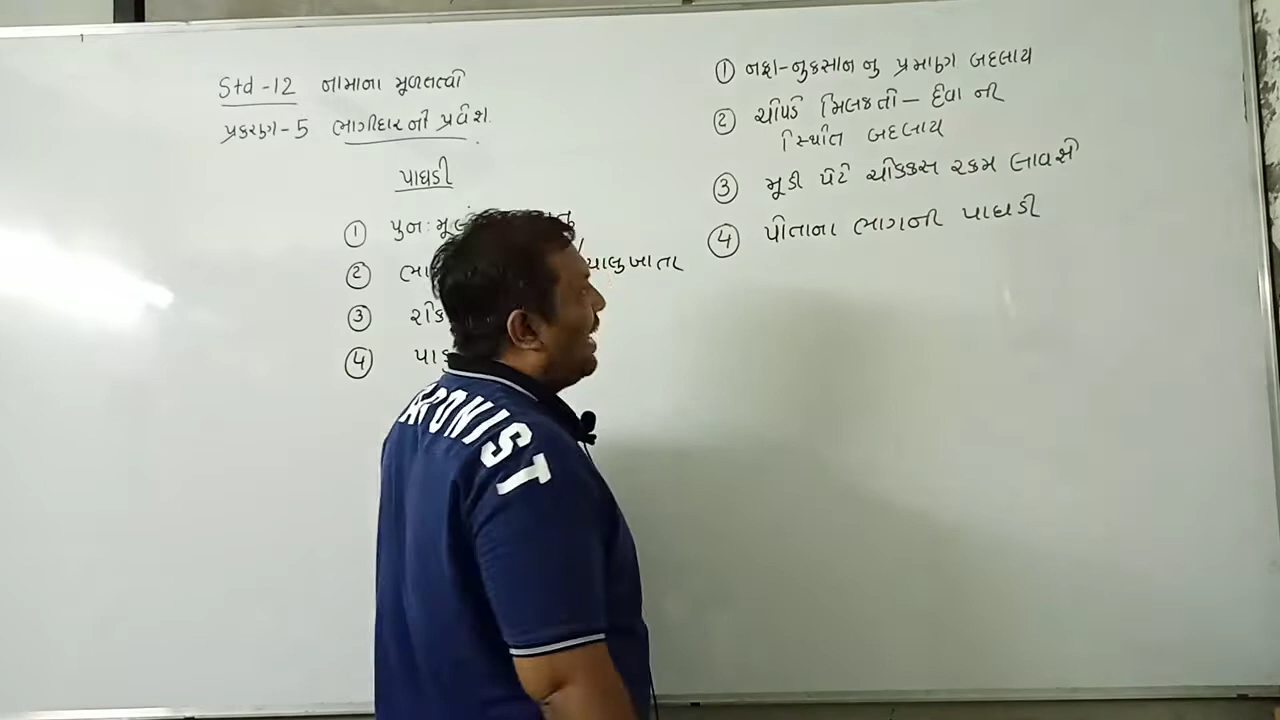 Std-12 નામાના મૂળતત્વો
પ્રકરણ-5 ભાગીદારનો પ્રવેશ.
પાઘડી
① પુનઃ
②
ચાલુખાતા
③
④
① નફા-નુકસાન નુ પ્રમાણ બદલાય
② ચોપડે મિલકતો - દેવા ની
સ્થિતિ બદલાય
③ મૂડી પેટે ચોક્કસ રકમ લાવશે
④ પોતાના ભાગની પાઘડી
RONIST